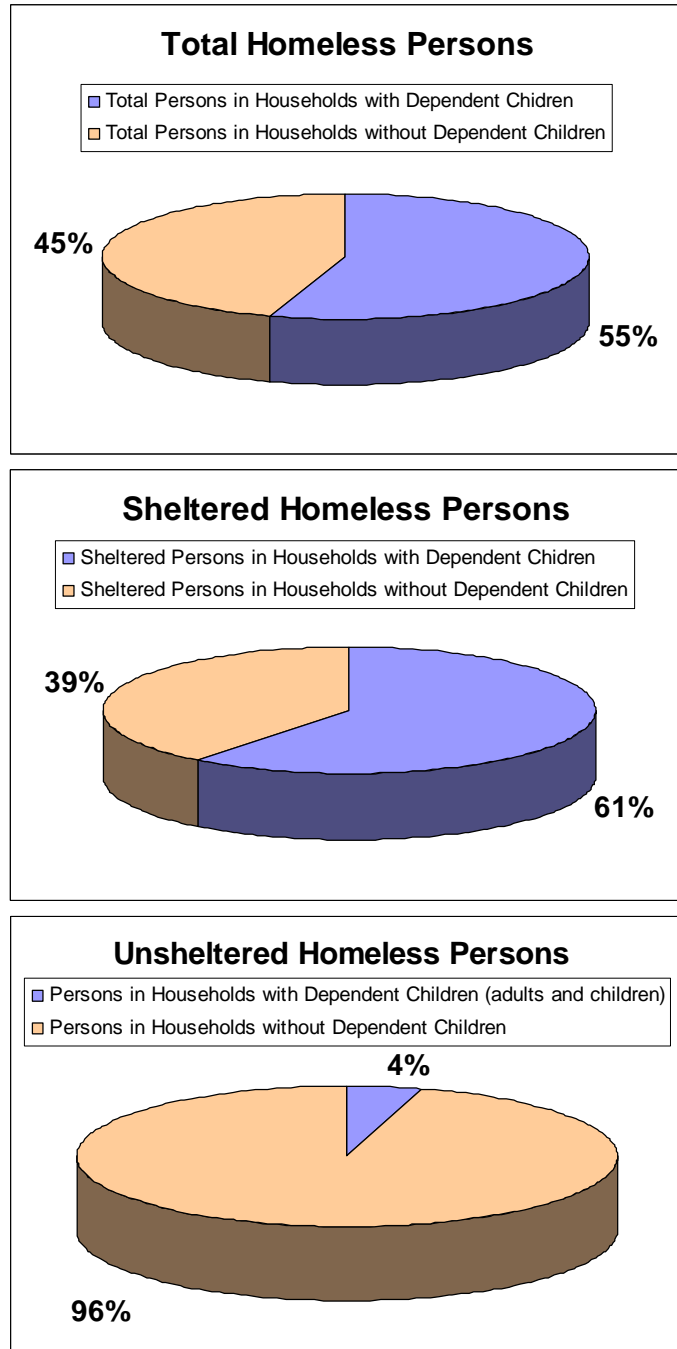 Total Homeless Persons
Total Persons in Households with Dependent Chidren
Total Persons in Households without Dependent Children
45%
55%
Sheltered Homeless Persons
Sheltered Persons in Households with Dependent Chidren
Sheltered Persons in Households without Dependent Children
39%
61%
Unsheltered Homeless Persons
Persons in Households with Dependent Children (adults and children)
Persons in Households without Dependent Children
4%
96%